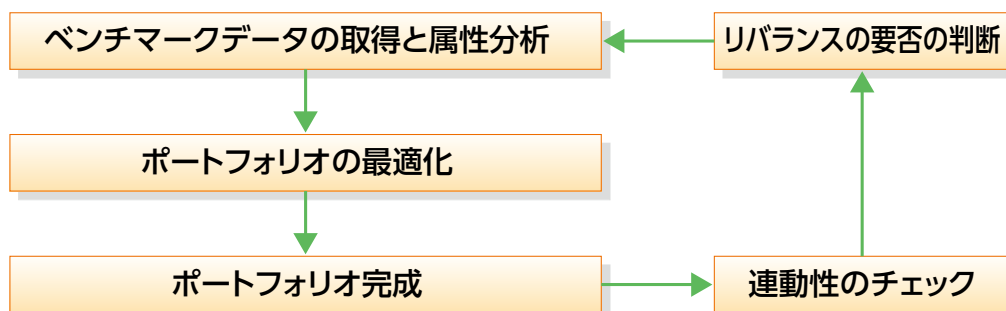 ベンチマークデータの取得と属性分析
リバランスの要否の判断
ポートフォリオの最適化
ポートフォリオ完成
連動性のチェック